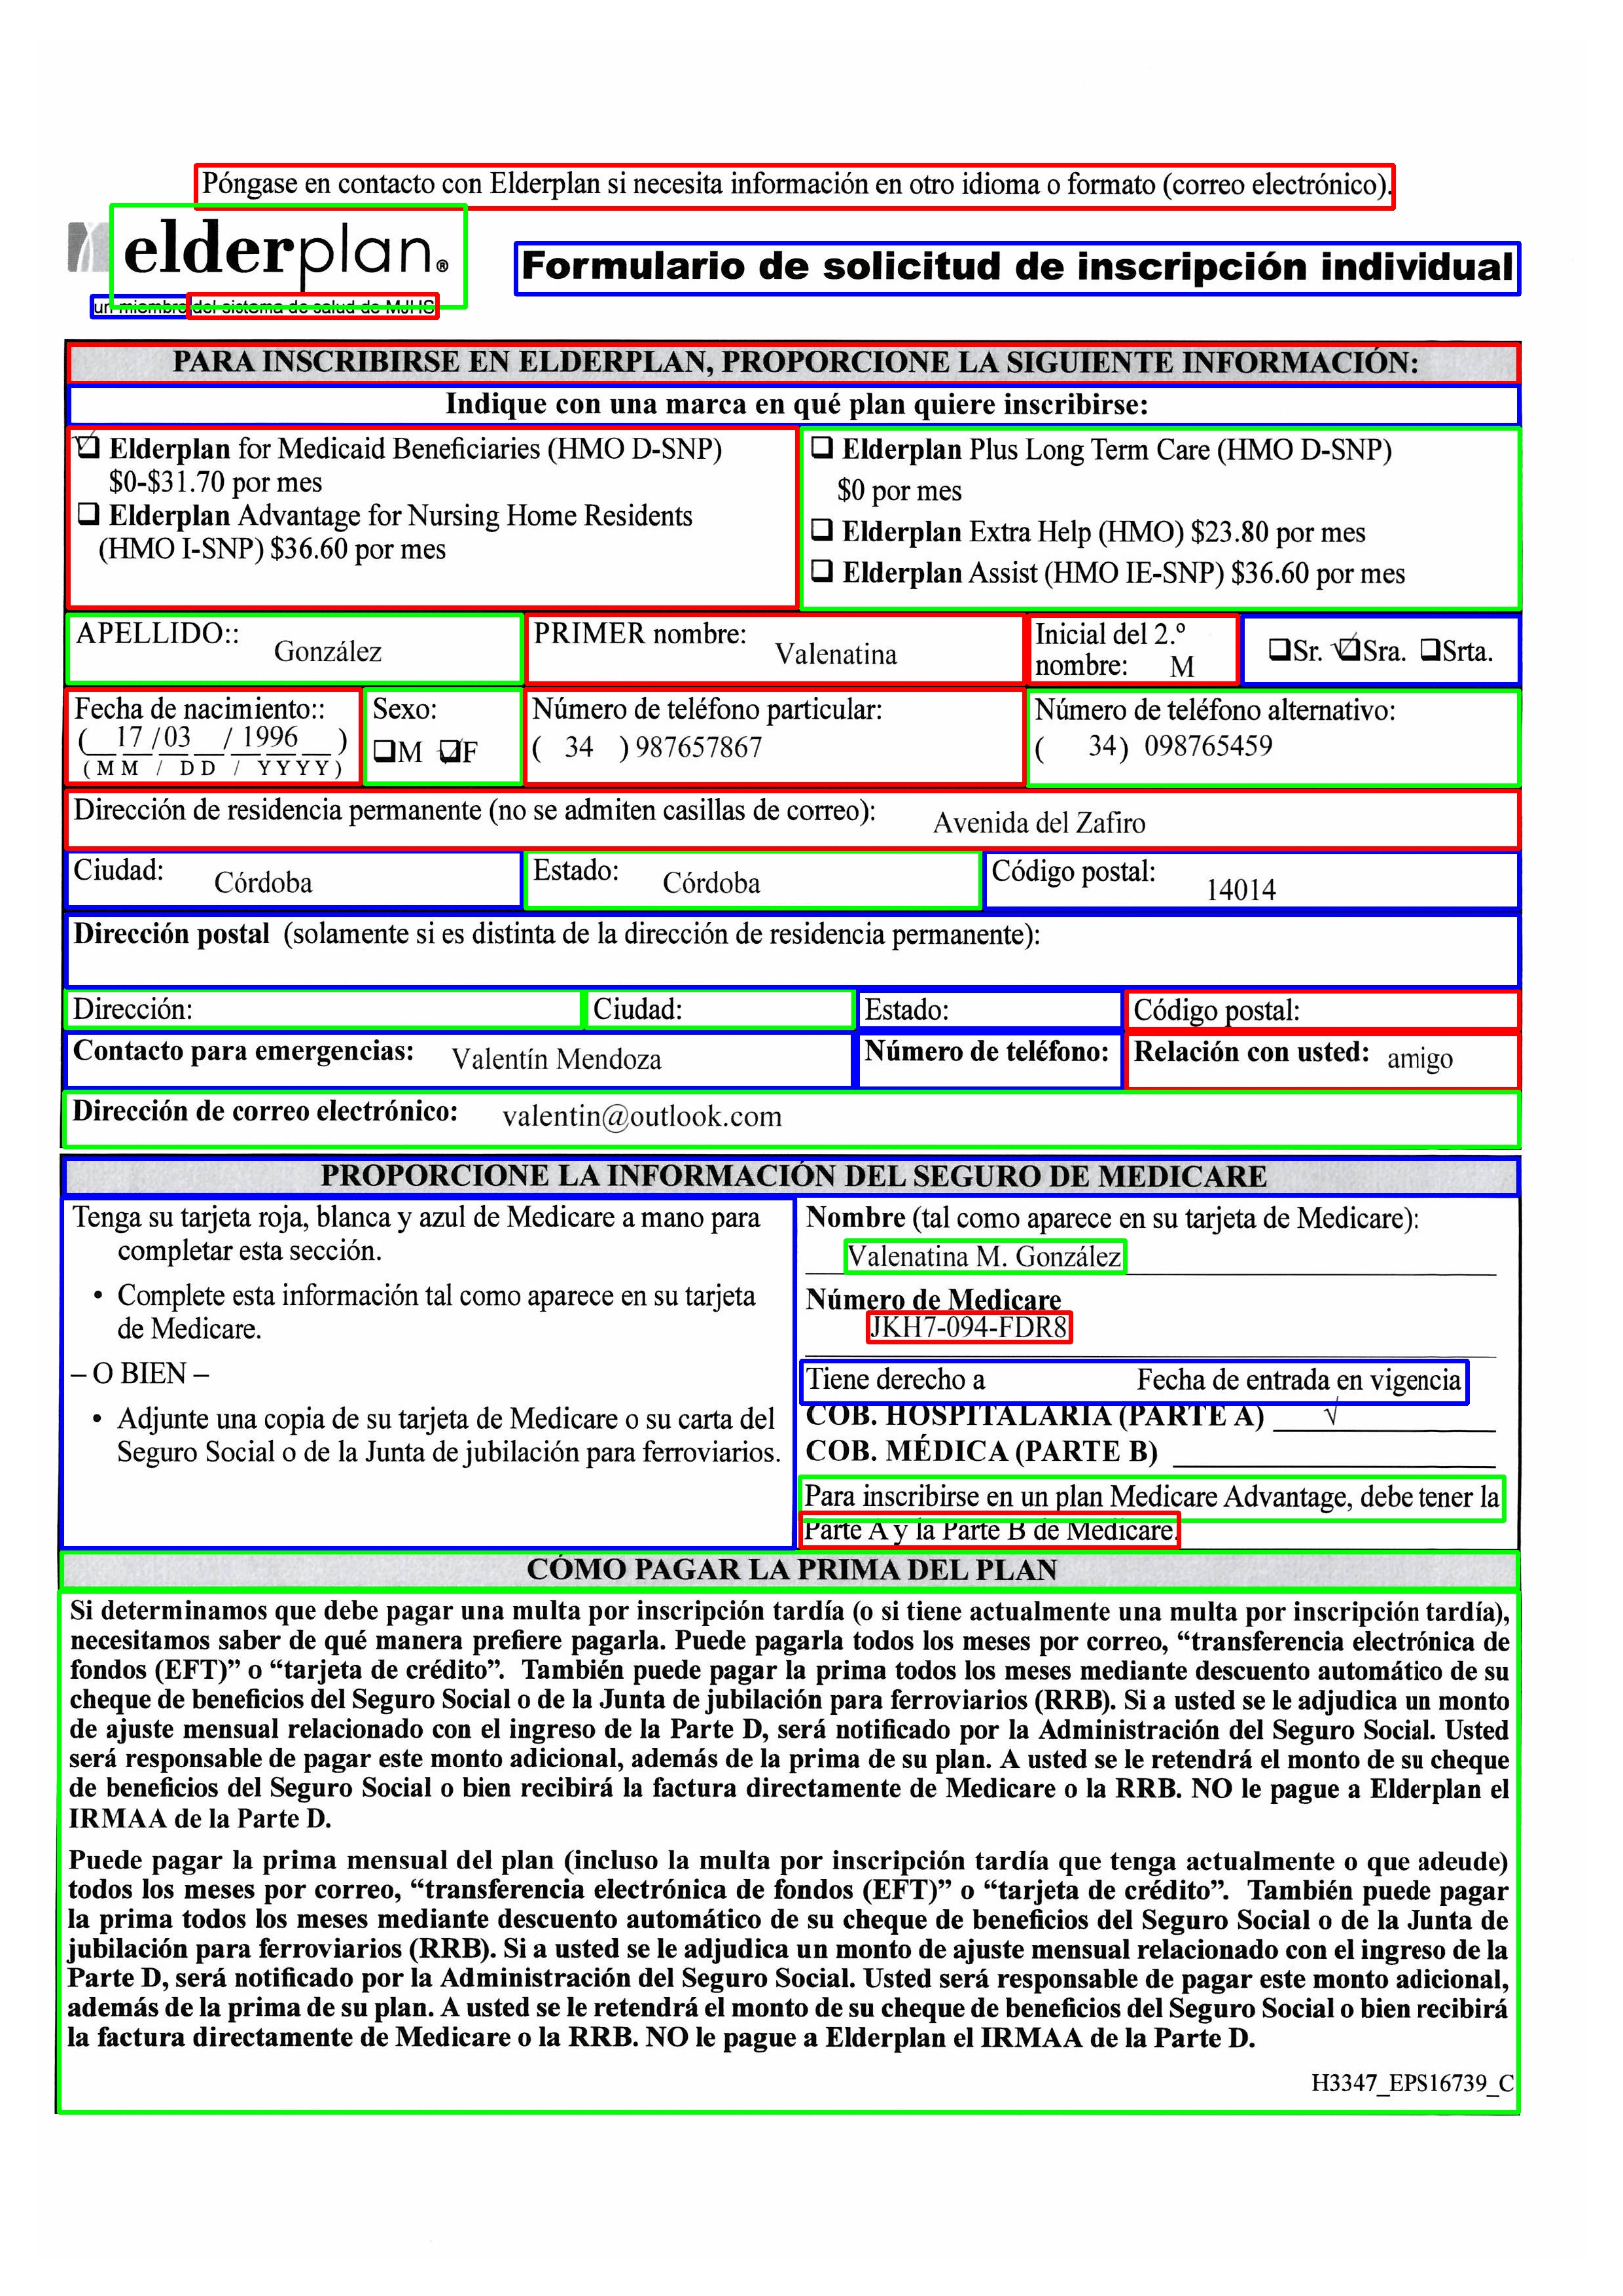 Póngase en contacto con Elderplan si necesita información en otro idioma o formato (correo electrónico).
elderplan®
un miembro del sistema de salud de MJHS
Formulario de solicitud de inscripción individual
PARA INSCRIBIRSE EN ELDERPLAN, PROPORCIONE LA SIGUIENTE INFORMACIÓN:
Indique con una marca en qué plan quiere inscribirse:
☑ Elderplan for Medicaid Beneficiaries (HMO D-SNP)
$0-$31.70 por mes
❑ Elderplan Advantage for Nursing Home Residents
(HMO I-SNP) $36.60 por mes
❑ Elderplan Plus Long Term Care (HMO D-SNP)
$0 por mes
❑ Elderplan Extra Help (HMO) $23.80 por mes
❑ Elderplan Assist (HMO IE-SNP) $36.60 por mes
APELLIDO:: González
PRIMER nombre: Valenatina
Inicial del 2.º
nombre: M
❑Sr. ☑Sra. ❑Srta.
Fecha de nacimiento::
( 17 /03 / 1996 )
(MM / DD / YYYY)
Sexo:
❑M ☑F
Número de teléfono particular:
( 34 ) 987657867
Número de teléfono alternativo:
( 34) 098765459
Dirección de residencia permanente (no se admiten casillas de correo): Avenida del Zafiro
Ciudad: Córdoba
Estado: Córdoba
Código postal: 14014
Dirección postal (solamente si es distinta de la dirección de residencia permanente):
Dirección: Ciudad: Estado: Código postal:
Contacto para emergencias: Valentín Mendoza
Número de teléfono:
Relación con usted: amigo
Dirección de correo electrónico: valentin@outlook.com
PROPORCIONE LA INFORMACIÓN DEL SEGURO DE MEDICARE
Tenga su tarjeta roja, blanca y azul de Medicare a mano para
completar esta sección.
• Complete esta información tal como aparece en su tarjeta
de Medicare.
– O BIEN –
• Adjunte una copia de su tarjeta de Medicare o su carta del
Seguro Social o de la Junta de jubilación para ferroviarios.
Nombre (tal como aparece en su tarjeta de Medicare):
Valenatina M. González
Número de Medicare
JKH7-094-FDR8
Tiene derecho a Fecha de entrada en vigencia
COB. HOSPITALARIA (PARTE A) √
COB. MÉDICA (PARTE B)
Para inscribirse en un plan Medicare Advantage, debe tener la
Parte A y la Parte B de Medicare.
CÓMO PAGAR LA PRIMA DEL PLAN
Si determinamos que debe pagar una multa por inscripción tardía (o si tiene actualmente una multa por inscripción tardía),
necesitamos saber de qué manera prefiere pagarla. Puede pagarla todos los meses por correo, “transferencia electrónica de
fondos (EFT)” o “tarjeta de crédito”. También puede pagar la prima todos los meses mediante descuento automático de su
cheque de beneficios del Seguro Social o de la Junta de jubilación para ferroviarios (RRB). Si a usted se le adjudica un monto
de ajuste mensual relacionado con el ingreso de la Parte D, será notificado por la Administración del Seguro Social. Usted
será responsable de pagar este monto adicional, además de la prima de su plan. A usted se le retendrá el monto de su cheque
de beneficios del Seguro Social o bien recibirá la factura directamente de Medicare o la RRB. NO le pague a Elderplan el
IRMAA de la Parte D.
Puede pagar la prima mensual del plan (incluso la multa por inscripción tardía que tenga actualmente o que adeude)
todos los meses por correo, “transferencia electrónica de fondos (EFT)” o “tarjeta de crédito”. También puede pagar
la prima todos los meses mediante descuento automático de su cheque de beneficios del Seguro Social o de la Junta de
jubilación para ferroviarios (RRB). Si a usted se le adjudica un monto de ajuste mensual relacionado con el ingreso de la
Parte D, será notificado por la Administración del Seguro Social. Usted será responsable de pagar este monto adicional,
además de la prima de su plan. A usted se le retendrá el monto de su cheque de beneficios del Seguro Social o bien recibirá
la factura directamente de Medicare o la RRB. NO le pague a Elderplan el IRMAA de la Parte D.
H3347_EPS16739_C